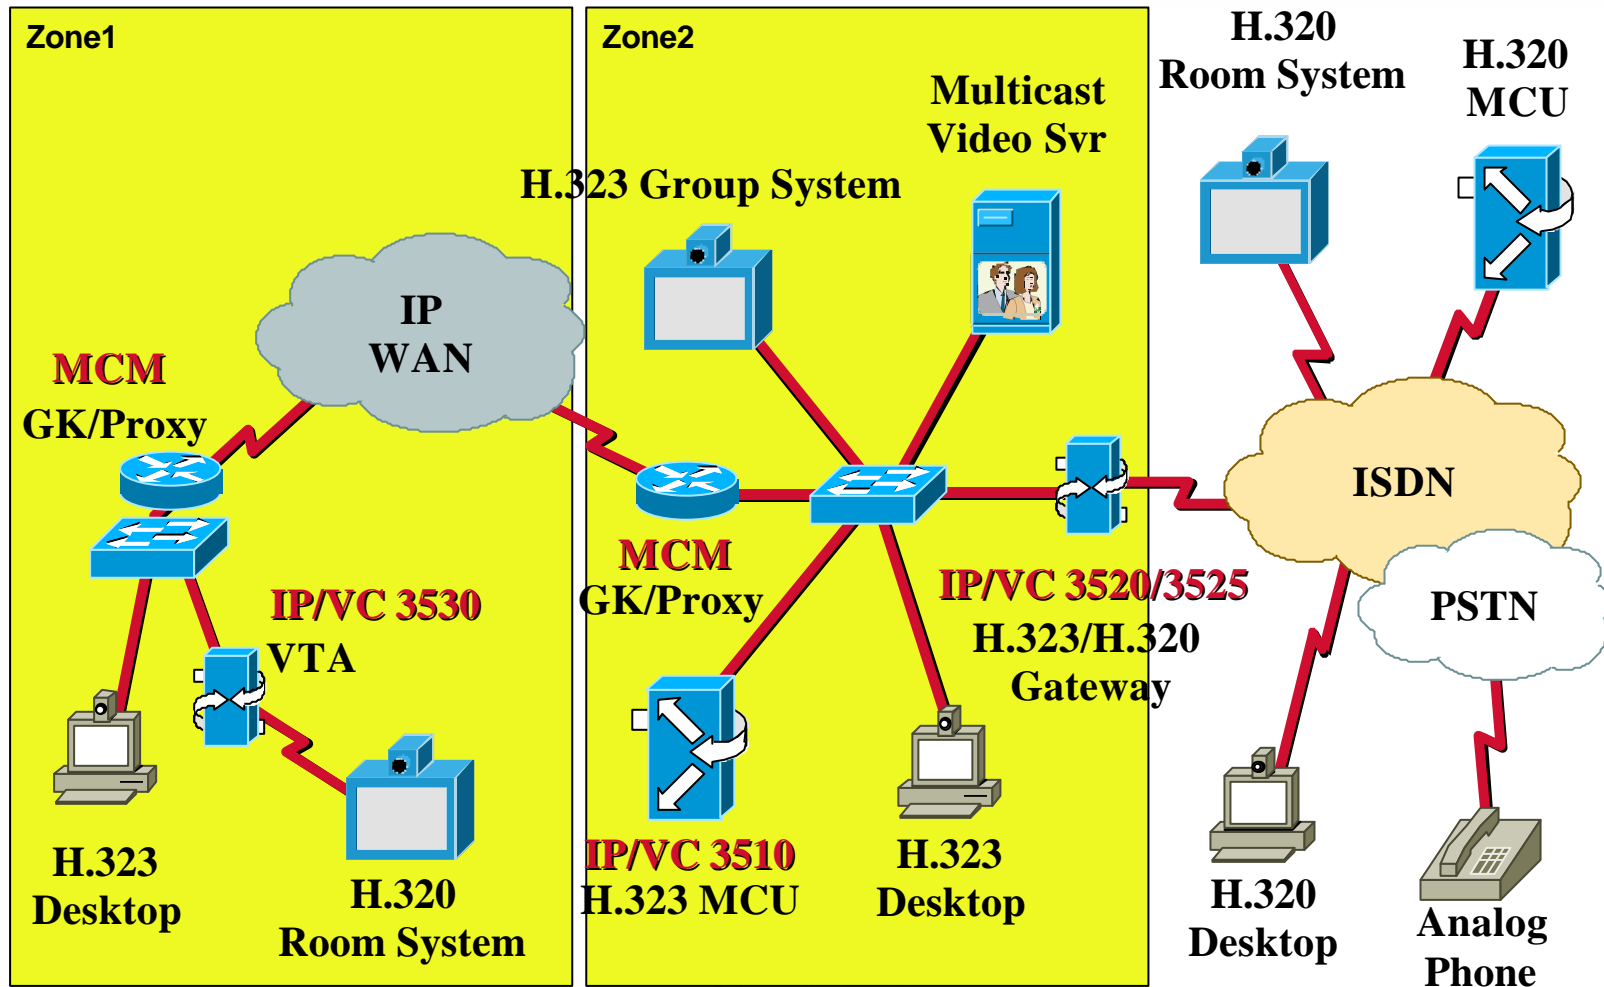 Zone1
Zone2
H.320
Room System
H.320
MCU
Multicast
Video Svr
H.323 Group System
IP
WAN
MCM
GK/Proxy
ISDN
MCM
GK/Proxy
IP/VC 3520/3525
H.323/H.320
Gateway
PSTN
IP/VC 3530
VTA
H.323
Desktop
H.320
Room System
IP/VC 3510
H.323 MCU
H.323
Desktop
H.320
Desktop
Analog
Phone